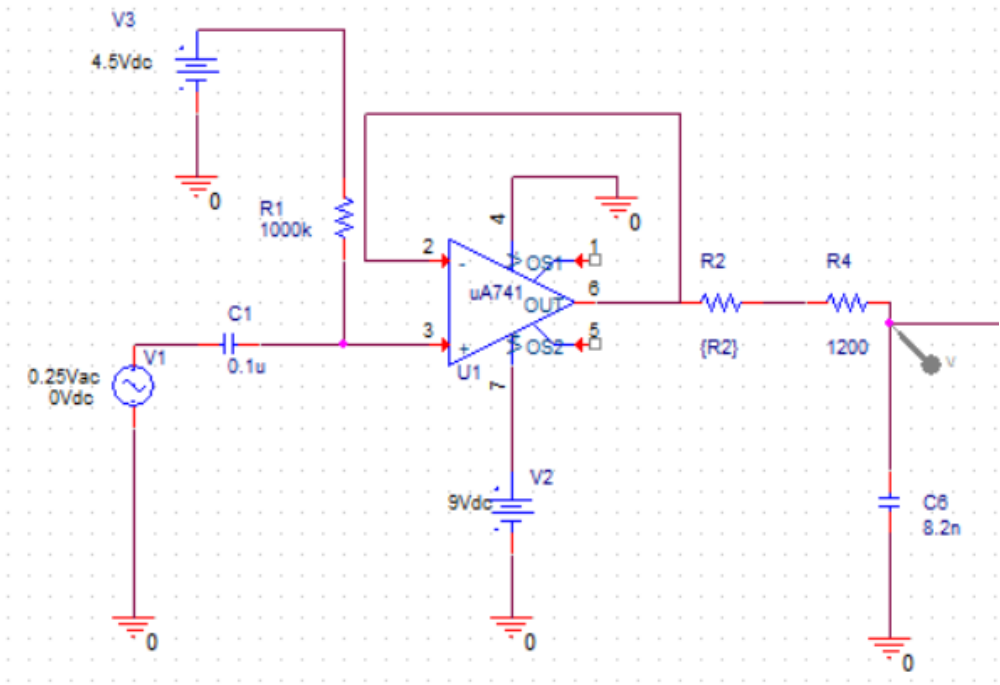 V3
4.5Vdc
0
R1
1000k
C1
0.1u
V1
0.25Vac
0Vdc
0
4
0
2
-
OS1
1
uA741
OUT
6
3
+
OS2
5
U1
7
V2
9Vdc
0
R2
{R2}
R4
1200
V
C6
8.2n
0